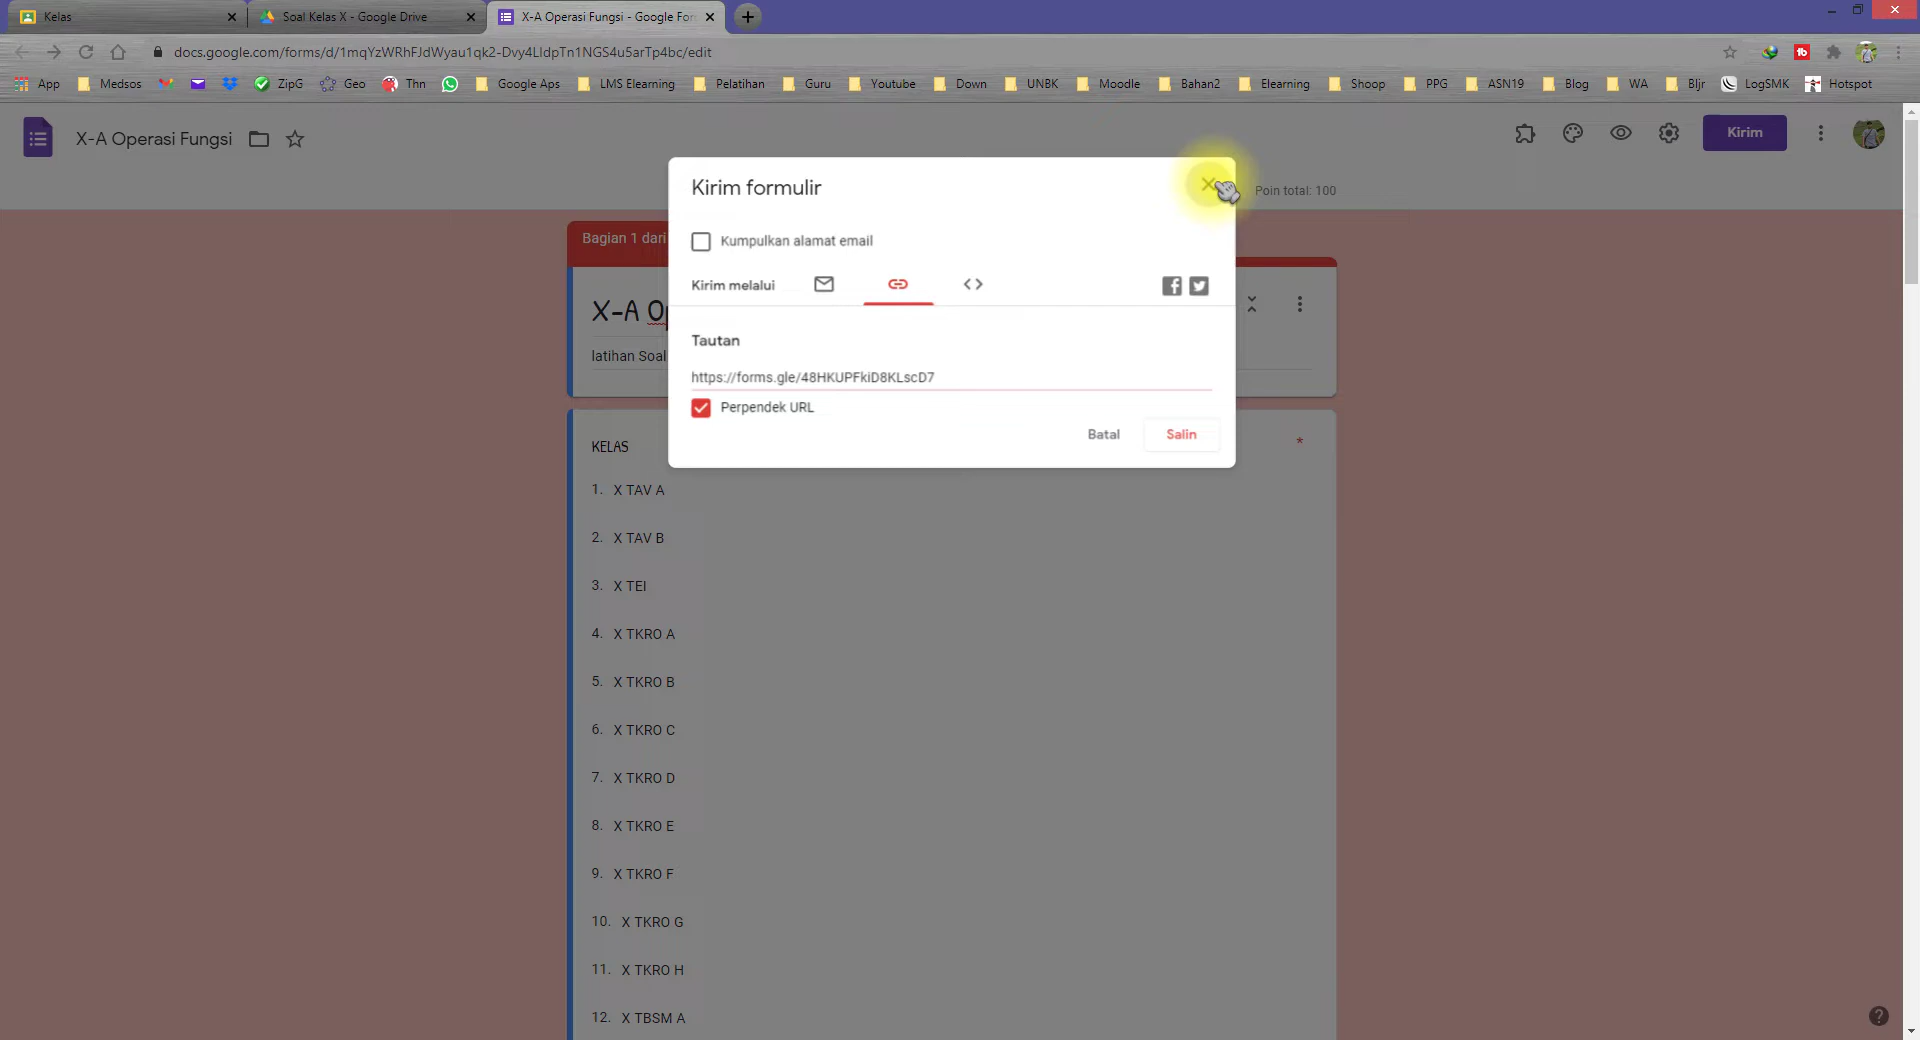 Kelas
Soal Kelas X - Google Drive
X-A Operasi Fungsi - Google For
docs.google.com/forms/d/1mqYzWRhFJdWyau1qk2-Dvy4LIdpTn1NGS4u5arTp4bc/edit
App Medsos ZipG Geo Thn Google Aps LMS Elearning Pelatihan Guru Youtube Down UNBK Moodle Bahan2 Elearning Shoop PPG ASN19 Blog WA Bljr LogSMK Hotspot
X-A Operasi Fungsi
Kirim
Poin total: 100
Kirim formulir
Kumpulkan alamat email
Kirim melalui
Tautan
https://forms.gle/48HKUPFkiD8KLscD7
Perpendek URL
Batal Salin
Bagian 1 dari
X-A Op
latihan Soal
KELAS *
1. X TAV A
2. X TAV B
3. X TEI
4. X TKRO A
5. X TKRO B
6. X TKRO C
7. X TKRO D
8. X TKRO E
9. X TKRO F
10. X TKRO G
11. X TKRO H
12. X TBSM A